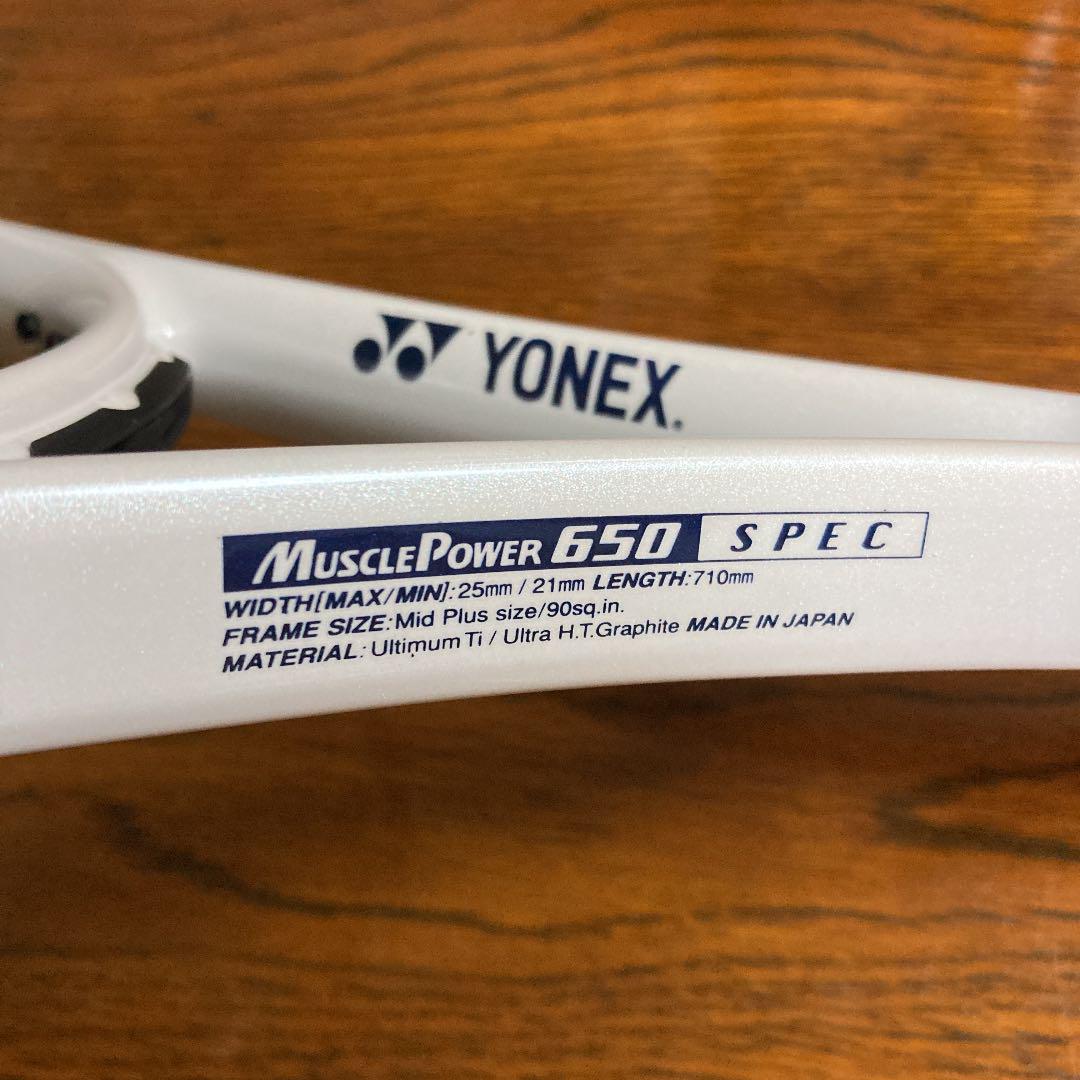 YONEX.
MUSCLEPOWER 650 SPEC
WIDTH[MAX/MIN]:25mm / 21mm LENGTH:710mm
FRAME SIZE:Mid Plus size/90sq.in.
MATERIAL:Ultimum Ti / Ultra H.T.Graphite MADE IN JAPAN